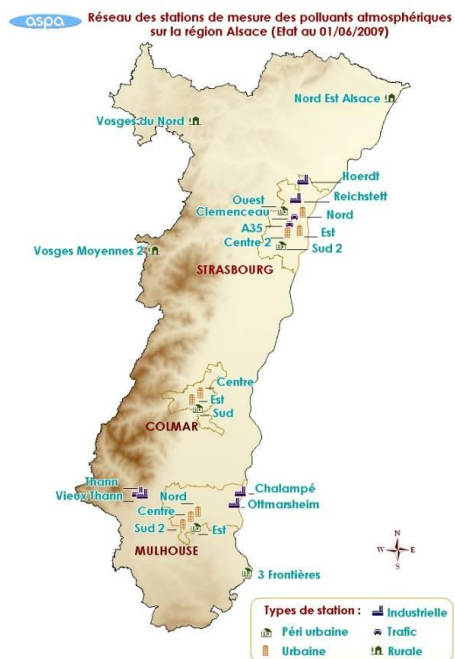 aspa
Réseau des stations de mesure des polluants atmosphériques
sur la région Alsace (Etat au 01/06/2009)
Nord Est Alsace
Vosges du Nord
Hoerdt
Ouest
Reichstett
Clemenceau
Nord
A35
Est
Centre 2
Sud 2
Vosges Moyennes 2
STRASBOURG
Centre
Est
Sud
COLMAR
Thann
Vieux Thann
Nord
Chalampé
Centre
Ottmarsheim
Sud 2
Est
MULHOUSE
3 Frontières
N
W
E
S
Types de station :
Industrielle
Péri urbaine
Trafic
Urbaine
Rurale